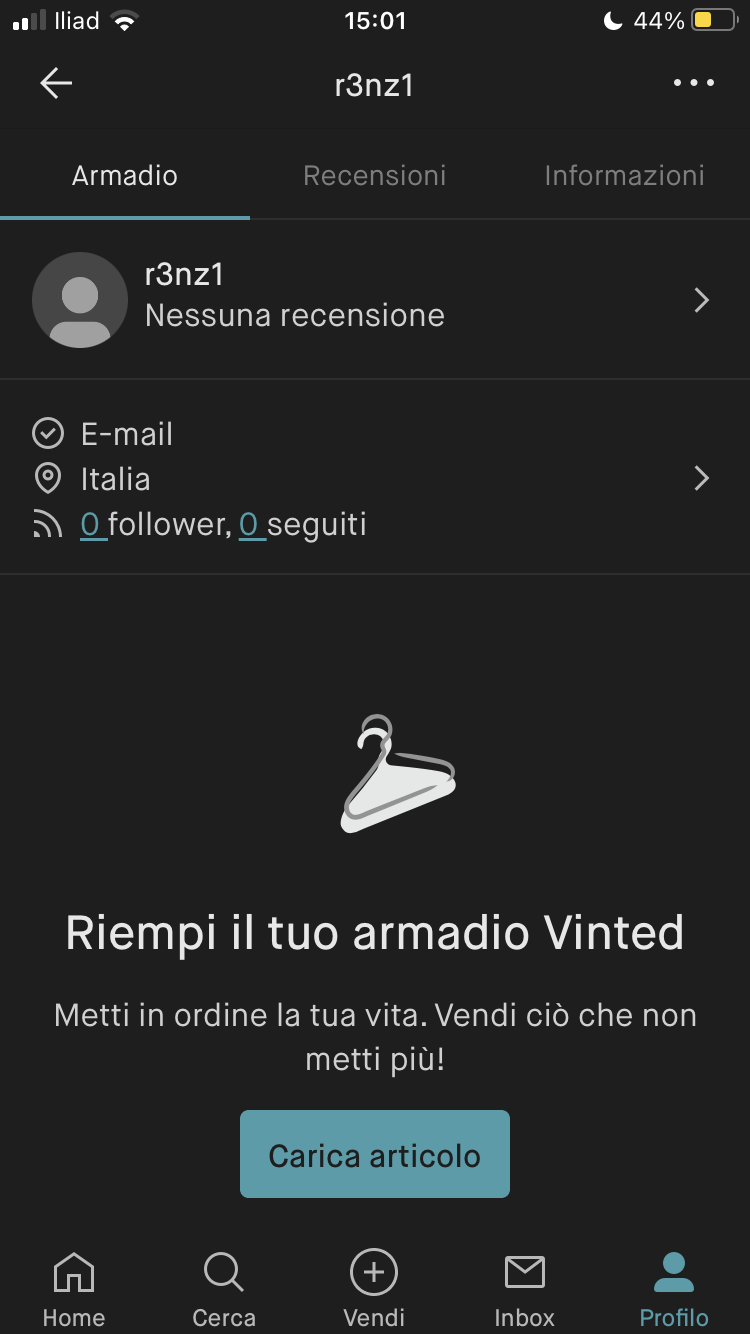 Iliad 15:01 44%
r3nz1
Armadio Recensioni Informazioni
r3nz1
Nessuna recensione
E-mail
Italia
0 follower, 0 seguiti
Riempi il tuo armadio Vinted
Metti in ordine la tua vita. Vendi ciò che non
metti più!
Carica articolo
Home Cerca Vendi Inbox Profilo